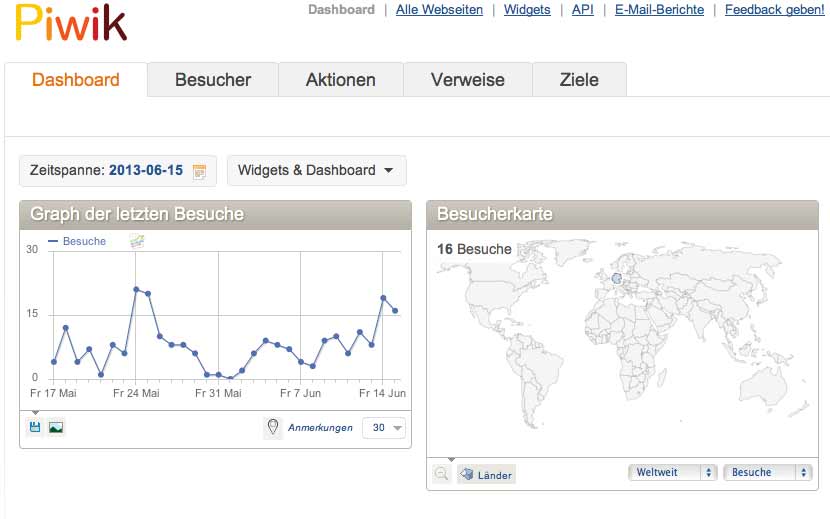 Piwik
Dashboard | Alle Webseiten | Widgets | API | E-Mail-Berichte | Feedback geben!
Dashboard Besucher Aktionen Verweise Ziele
Zeitspanne: 2013-06-15 Widgets & Dashboard
Graph der letzten Besuche
Besuche
30
15
0
Fr 17 Mai Fr 24 Mai Fr 31 Mai Fr 7 Jun Fr 14 Jun
Anmerkungen 30
Besucherkarte
16 Besuche
Länder Weltweit Besuche